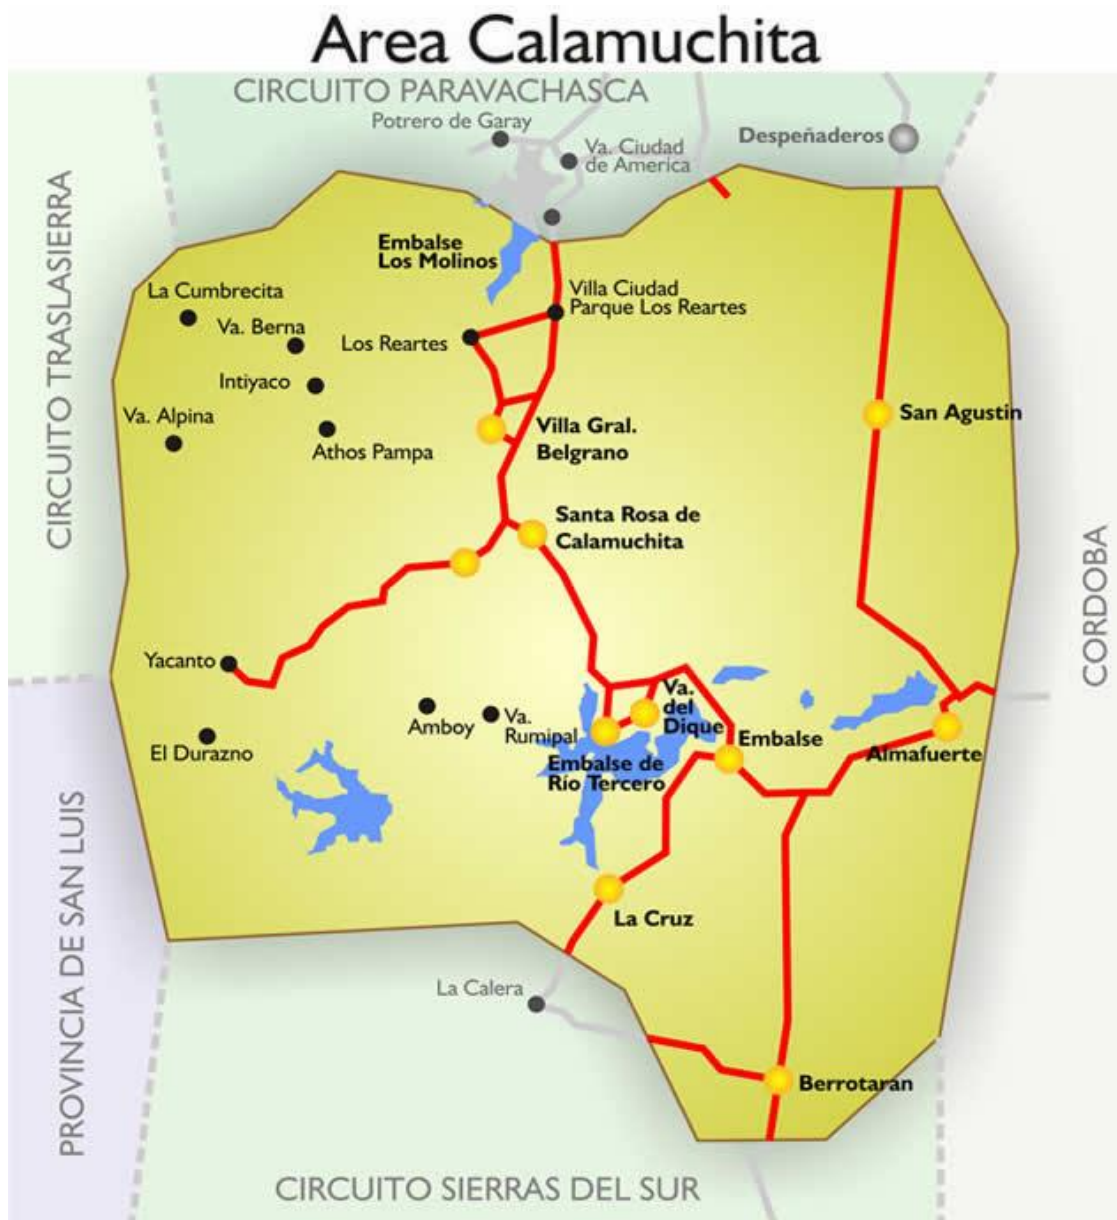 Area Calamuchita
CIRCUITO PARAVACHASCA
Potrero de Garay
Despeñaderos
Va. Ciudad
de America
CIRCUITO TRASLASIERRA
Embalse
Los Molinos
La Cumbrecita
Villa Ciudad
Parque Los Reartes
Va. Berna
Los Reartes
Intiyaco
Va. Alpina
San Agustin
Villa Gral.
Belgrano
Athos Pampa
Santa Rosa de
Calamuchita
CORDOBA
Yacanto
Va.
del
Dique
Amboy
Va.
Rumipal
El Durazno
Embalse
Almafuerte
Embalse de
Río Tercero
PROVINCIA DE SAN LUIS
La Cruz
La Calera
Berrotaran
CIRCUITO SIERRAS DEL SUR